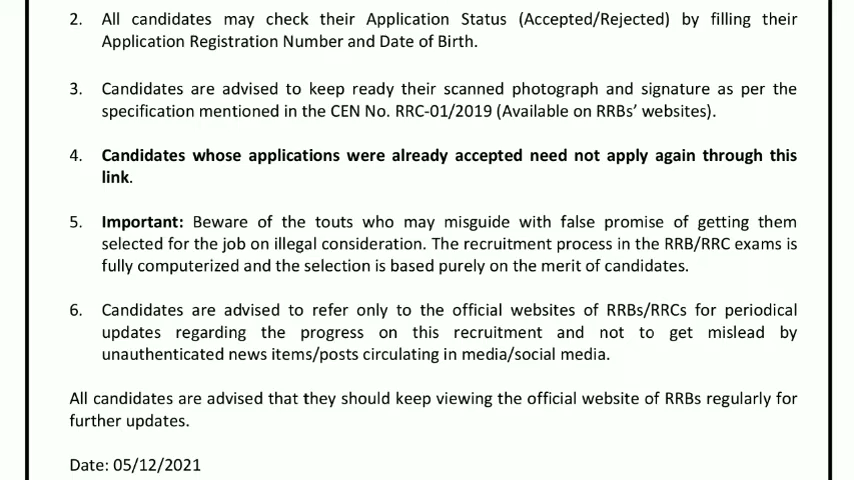 2. All candidates may check their Application Status (Accepted/Rejected) by filling their
Application Registration Number and Date of Birth.
3. Candidates are advised to keep ready their scanned photograph and signature as per the
specification mentioned in the CEN No. RRC-01/2019 (Available on RRBs’ websites).
4. Candidates whose applications were already accepted need not apply again through this
link.
5. Important: Beware of the touts who may misguide with false promise of getting them
selected for the job on illegal consideration. The recruitment process in the RRB/RRC exams is
fully computerized and the selection is based purely on the merit of candidates.
6. Candidates are advised to refer only to the official websites of RRBs/RRCs for periodical
updates regarding the progress on this recruitment and not to get mislead by
unauthenticated news items/posts circulating in media/social media.
All candidates are advised that they should keep viewing the official website of RRBs regularly for
further updates.
Date: 05/12/2021